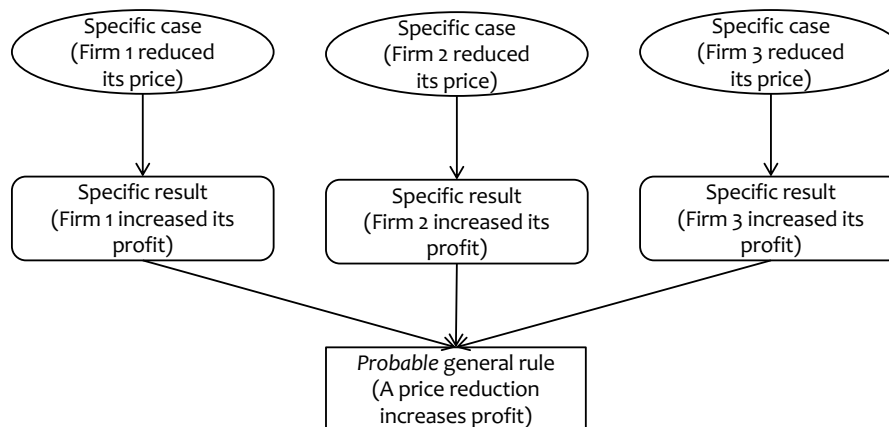 Specific case
(Firm 1 reduced
its price)
Specific case
(Firm 2 reduced
its price)
Specific case
(Firm 3 reduced
its price)
Specific result
(Firm 1 increased its
profit)
Specific result
(Firm 2 increased its
profit)
Specific result
(Firm 3 increased its
profit)
Probable general rule
(A price reduction
increases profit)